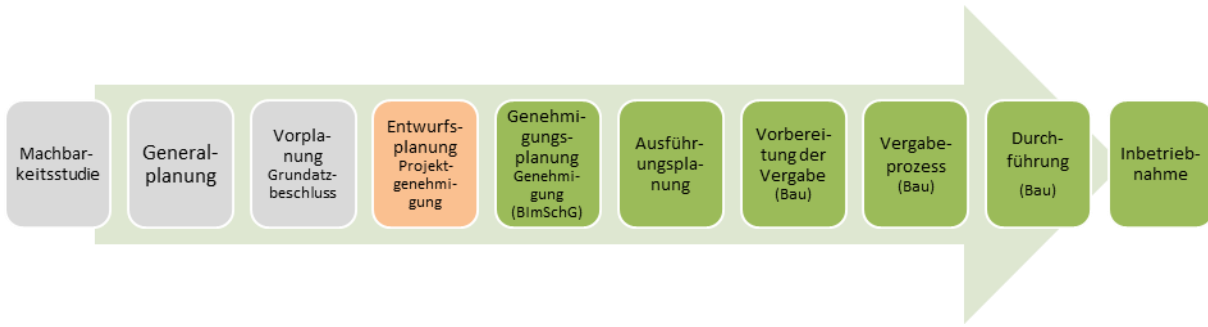 Machbar-
keitsstudie
General-
planung
Vorpla-
nung
Grundatz-
beschluss
Entwurfs-
planung
Projekt-
genehmi-
gung
Genehmi-
gungs-
planung
Genehmi-
gung
(BImSchG)
Ausfüh-
rungspla-
nung
Vorberei-
tung der
Vergabe
(Bau)
Vergabe-
prozess
(Bau)
Durch-
führung
(Bau)
Inbetrieb-
nahme